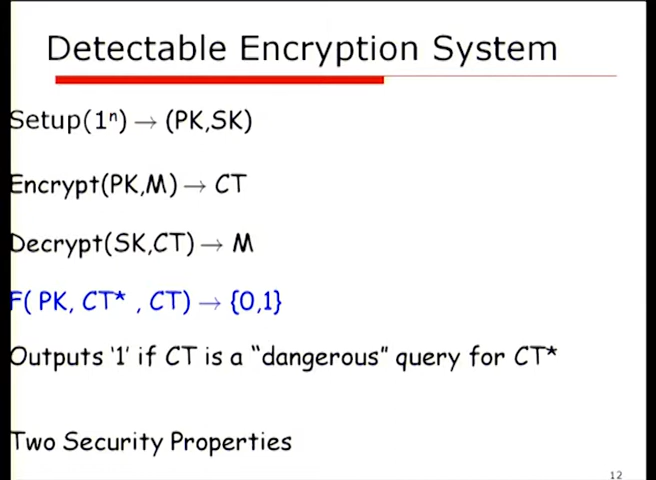 Detectable Encryption System
Setup(1ⁿ) → (PK,SK)
Encrypt(PK,M) → CT
Decrypt(SK,CT) → M
F( PK, CT* , CT) → {0,1}
Outputs '1' if CT is a "dangerous" query for CT*
Two Security Properties
12